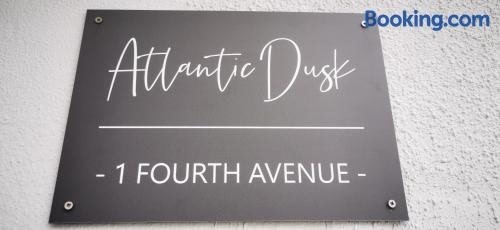 Booking.com
Atlantic Dusk
- 1 FOURTH AVENUE -